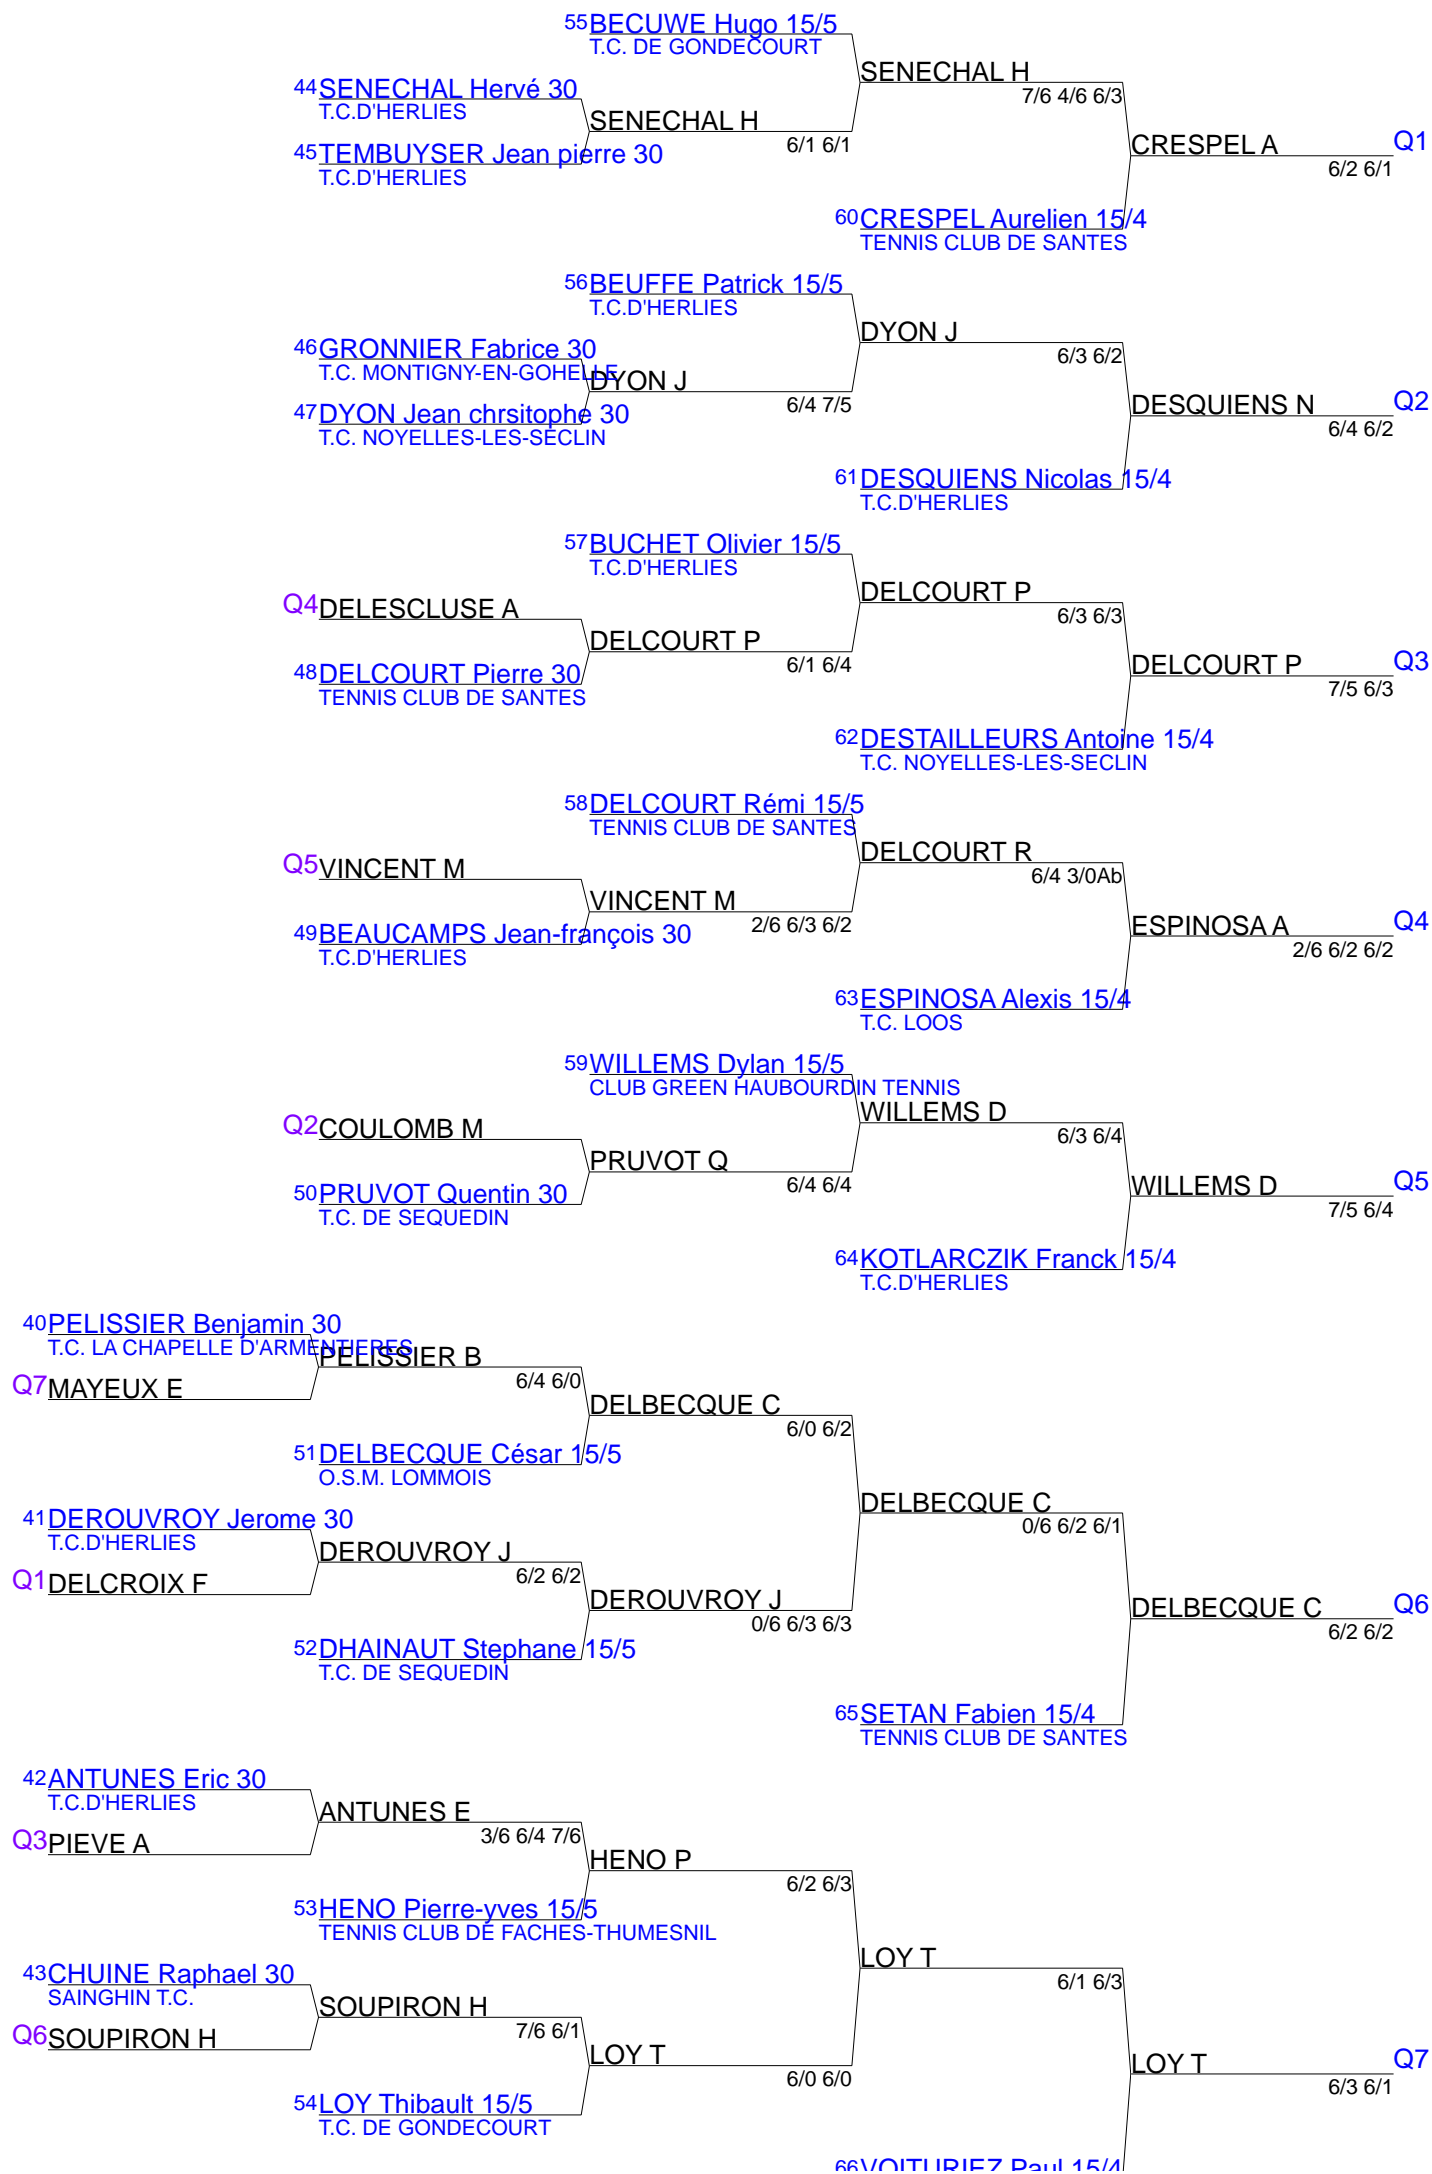 55BECUWE Hugo 15/5
T.C. DE GONDECOURT
SENECHAL H
7/6 4/6 6/3
44SENECHAL Hervé 30
T.C.D'HERLIES
SENECHAL H
6/1 6/1
45TEMBUYSER Jean pierre 30
T.C.D'HERLIES
CRESPEL A
6/2 6/1
Q1
60CRESPEL Aurelien 15/4
TENNIS CLUB DE SANTES
56BEUFFE Patrick 15/5
T.C.D'HERLIES
DYON J
6/3 6/2
46GRONNIER Fabrice 30
T.C. MONTIGNY-EN-GOHELLE
DYON J
6/4 7/5
47DYON Jean chrsitophe 30
T.C. NOYELLES-LES-SECLIN
DESQUIENS N
6/4 6/2
Q2
61DESQUIENS Nicolas 15/4
T.C.D'HERLIES
57BUCHET Olivier 15/5
T.C.D'HERLIES
DELCOURT P
6/3 6/3
Q4DELESCLUSE A
DELCOURT P
6/1 6/4
48DELCOURT Pierre 30
TENNIS CLUB DE SANTES
DELCOURT P
7/5 6/3
Q3
62DESTAILLEURS Antoine 15/4
T.C. NOYELLES-LES-SECLIN
58DELCOURT Rémi 15/5
TENNIS CLUB DE SANTES
DELCOURT R
6/4 3/0Ab
Q5VINCENT M
VINCENT M
2/6 6/3 6/2
49BEAUCAMPS Jean-françois 30
T.C.D'HERLIES
ESPINOSA A
2/6 6/2 6/2
Q4
63ESPINOSA Alexis 15/4
T.C. LOOS
59WILLEMS Dylan 15/5
CLUB GREEN HAUBOURDIN TENNIS
WILLEMS D
6/3 6/4
Q2COULOMB M
PRUVOT Q
6/4 6/4
50PRUVOT Quentin 30
T.C. DE SEQUEDIN
WILLEMS D
7/5 6/4
Q5
64KOTLARCZIK Franck 15/4
T.C.D'HERLIES
40PELISSIER Benjamin 30
T.C. LA CHAPELLE D'ARMENTIERES
PELISSIER B
6/4 6/0
Q7MAYEUX E
DELBECQUE C
6/0 6/2
51DELBECQUE César 15/5
O.S.M. LOMMOIS
DELBECQUE C
0/6 6/2 6/1
41DEROUVROY Jerome 30
T.C.D'HERLIES
DEROUVROY J
6/2 6/2
Q1DELCROIX F
DEROUVROY J
0/6 6/3 6/3
52DHAINAUT Stephane 15/5
T.C. DE SEQUEDIN
DELBECQUE C
6/2 6/2
Q6
65SETAN Fabien 15/4
TENNIS CLUB DE SANTES
42ANTUNES Eric 30
T.C.D'HERLIES
ANTUNES E
3/6 6/4 7/6
Q3PIEVE A
HENO P
6/2 6/3
53HENO Pierre-yves 15/5
TENNIS CLUB DE FACHES-THUMESNIL
LOY T
6/1 6/3
43CHUINE Raphael 30
SAINGHIN T.C.
SOUPIRON H
7/6 6/1
Q6SOUPIRON H
LOY T
6/0 6/0
54LOY Thibault 15/5
T.C. DE GONDECOURT
LOY T
6/3 6/1
Q7
66VOITURIEZ Paul 15/4